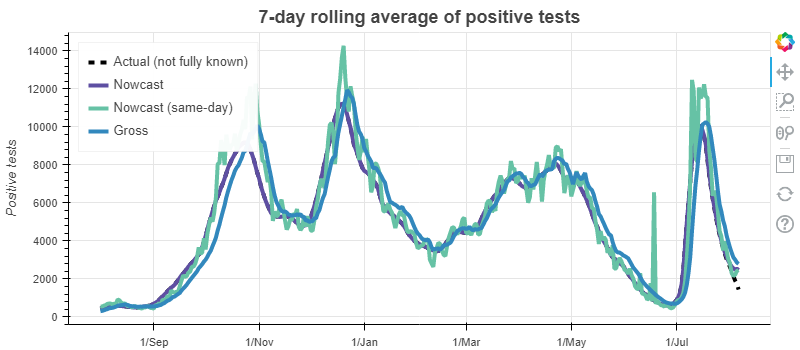 7-day rolling average of positive tests
Positive tests
14000
12000
10000
8000
6000
4000
2000
0
Actual (not fully known)
Nowcast
Nowcast (same-day)
Gross
1/Sep
1/Nov
1/Jan
1/Mar
1/May
1/Jul